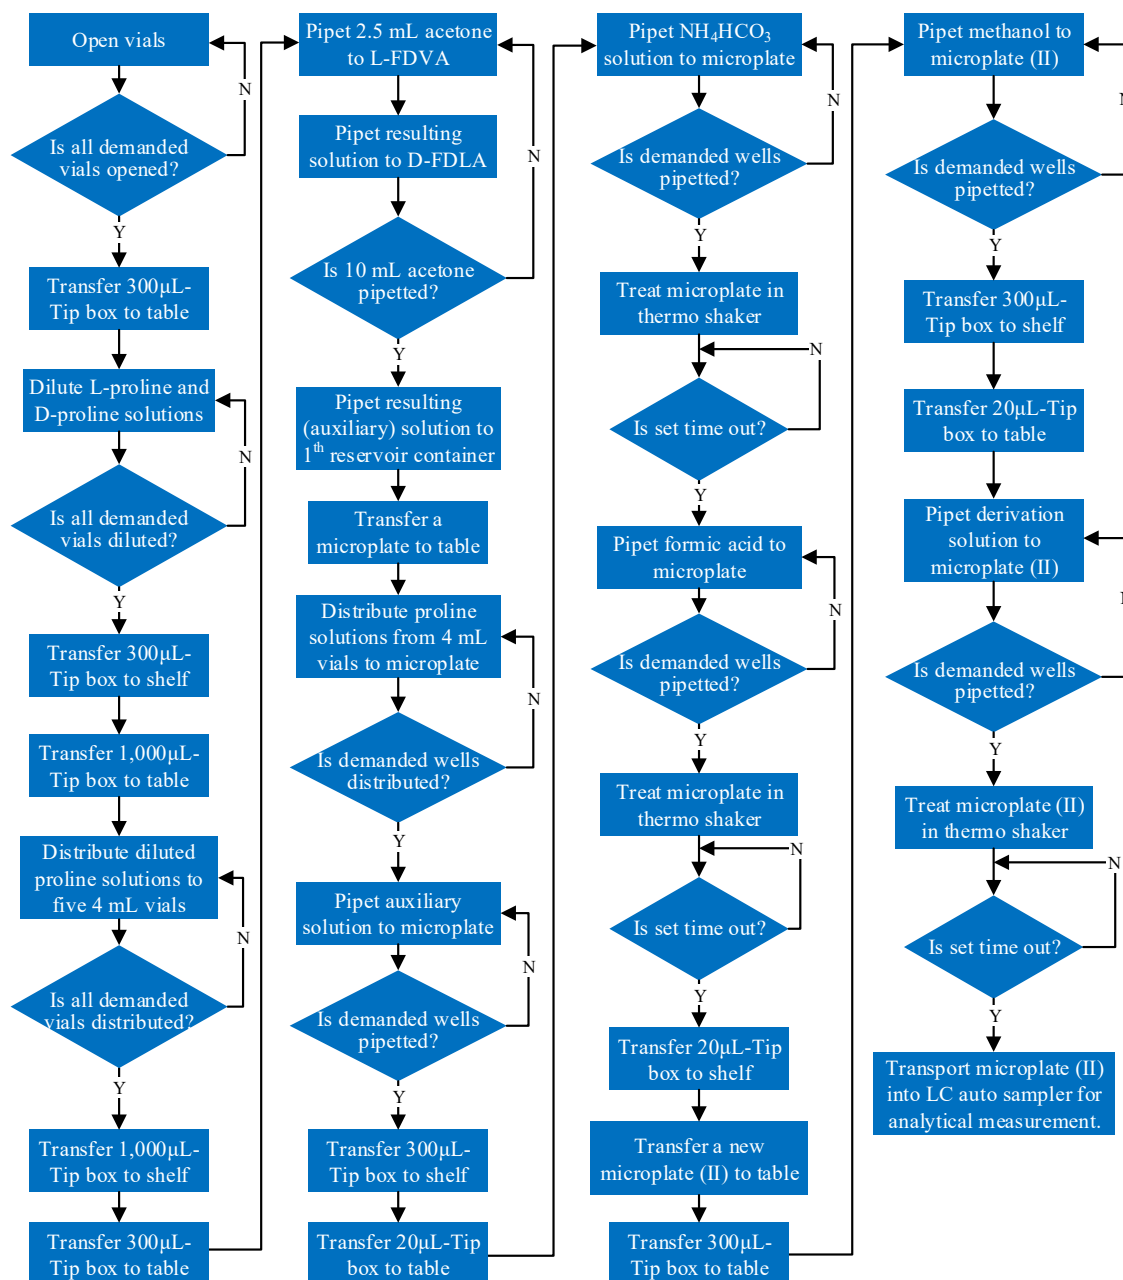 Open vials
N
Is all demanded
vials opened?
Y
Transfer 300μL-
Tip box to table
Dilute L-proline and
D-proline solutions
N
Is all demanded
vials diluted?
Y
Transfer 300μL-
Tip box to shelf
Transfer 1,000μL-
Tip box to table
Distribute diluted
proline solutions to
five 4 mL vials
N
Is all demanded
vials distributed?
Y
Transfer 1,000μL-
Tip box to shelf
Transfer 300μL-
Tip box to table
Pipet 2.5 mL acetone
to L-FDVA
Pipet resulting
solution to D-FDLA
N
Is 10 mL acetone
pipetted?
Y
Pipet resulting
(auxiliary) solution to
1th reservoir container
Transfer a
microplate to table
Distribute proline
solutions from 4 mL
vials to microplate
N
Is demanded wells
distributed?
Y
Pipet auxiliary
solution to microplate
N
Is demanded wells
pipetted?
Y
Transfer 300μL-
Tip box to shelf
Transfer 20μL-Tip
box to table
Pipet NH4HCO3
solution to microplate
N
Is demanded wells
pipetted?
Y
Treat microplate in
thermo shaker
N
Is set time out?
Y
Pipet formic acid to
microplate
N
Is demanded wells
pipetted?
Y
Treat microplate in
thermo shaker
N
Is set time out?
Y
Transfer 20μL-Tip
box to shelf
Transfer a new
microplate (II) to table
Transfer 300μL-
Tip box to table
Pipet methanol to
microplate (II)
N
Is demanded wells
pipetted?
Y
Transfer 300μL-
Tip box to shelf
Transfer 20μL-Tip
box to table
Pipet derivation
solution to
microplate (II)
N
Is demanded wells
pipetted?
Y
Treat microplate (II)
in thermo shaker
N
Is set time out?
Y
Transport microplate (II)
into LC auto sampler for
analytical measurement.